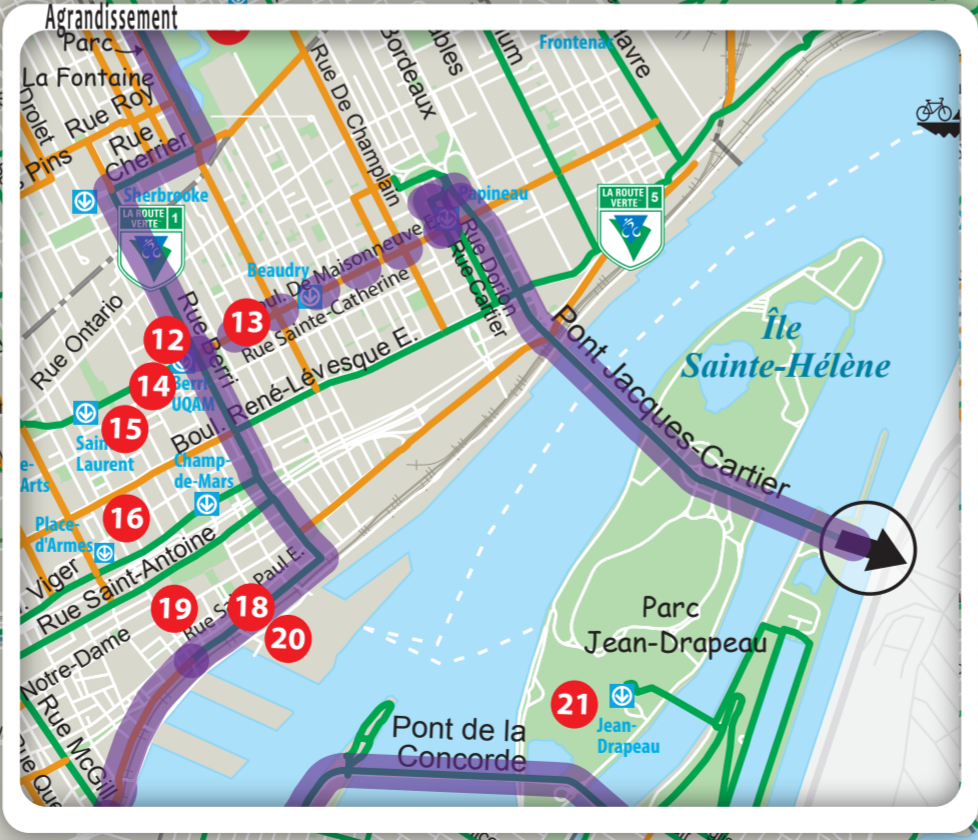 Agrandissement
Parc
La Fontaine
Drolet
Rue Roy
Pins
Rue
Cherrier
Sherbrooke
LA ROUTE
VERTE 1
Rue De Champlain
Bordeaux
Frontenac
Papineau
LA ROUTE
VERTE 5
Beaudry
Boul. De Maisonneuve E.
Rue Sainte-Catherine
Rue Dorion
Rue Cartier
Rue Ontario
Rue Berri
12
13
14
Berri
UQAM
15
Saint
Laurent
Boul. René-Lévesque E.
Champ-
de-Mars
e-
Arts
16
Place-
d'Armes
Viger
Rue Saint-Antoine
Rue Saint-Paul E.
18
19
20
Notre-Dame
Rue McGill
Rue Que
Pont Jacques-Cartier
Île
Sainte-Hélène
Parc
Jean-Drapeau
21
Jean-
Drapeau
Pont de la
Concorde